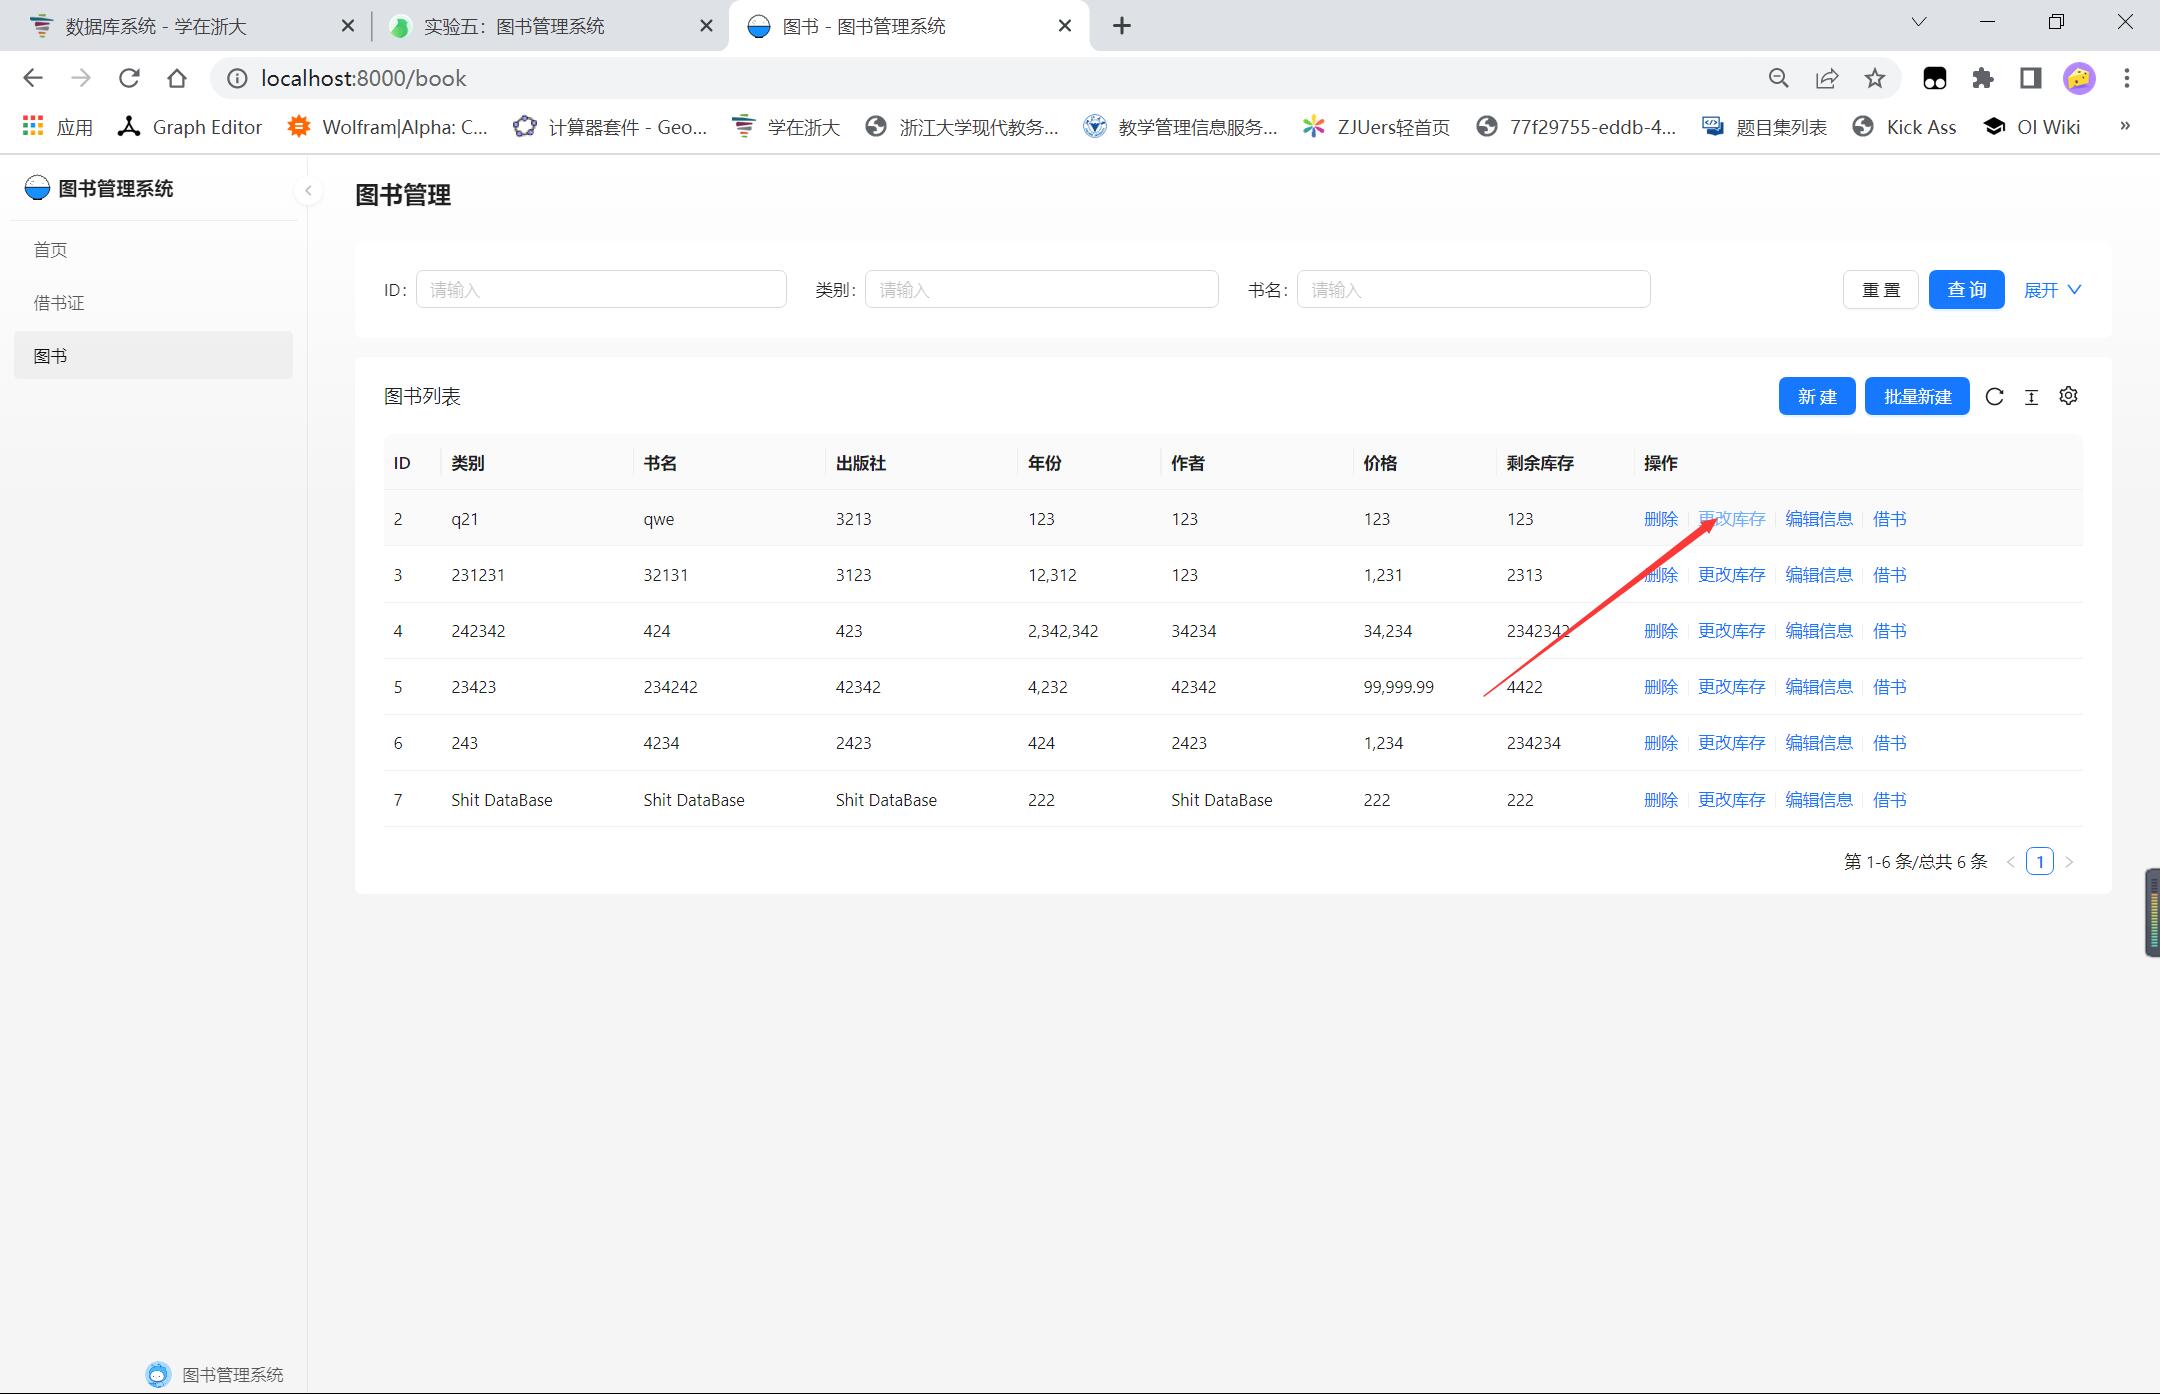 数据库系统 - 学在浙大
实验五：图书管理系统
图书 - 图书管理系统
localhost:8000/book
应用
Graph Editor
Wolfram|Alpha: C...
计算器套件 - Geo...
学在浙大
浙江大学现代教务...
教学管理信息服务...
ZJUers轻首页
77f29755-eddb-4...
题目集列表
Kick Ass
OI Wiki
»
图书管理系统
首页
借书证
图书
图书管理
ID: 请输入 类别: 请输入 书名: 请输入 重 置 查 询 展开
图书列表 新 建 批量新建
ID 类别 书名 出版社 年份 作者 价格 剩余库存 操作
2 q21 qwe 3213 123 123 123 123 删除 更改库存 编辑信息 借书
3 231231 32131 3123 12,312 123 1,231 2313 删除 更改库存 编辑信息 借书
4 242342 424 423 2,342,342 34234 34,234 2342342 删除 更改库存 编辑信息 借书
5 23423 234242 42342 4,232 42342 99,999.99 4422 删除 更改库存 编辑信息 借书
6 243 4234 2423 424 2423 1,234 234234 删除 更改库存 编辑信息 借书
7 Shit DataBase Shit DataBase Shit DataBase 222 Shit DataBase 222 222 删除 更改库存 编辑信息 借书
第 1-6 条/总共 6 条 < 1 >
图书管理系统